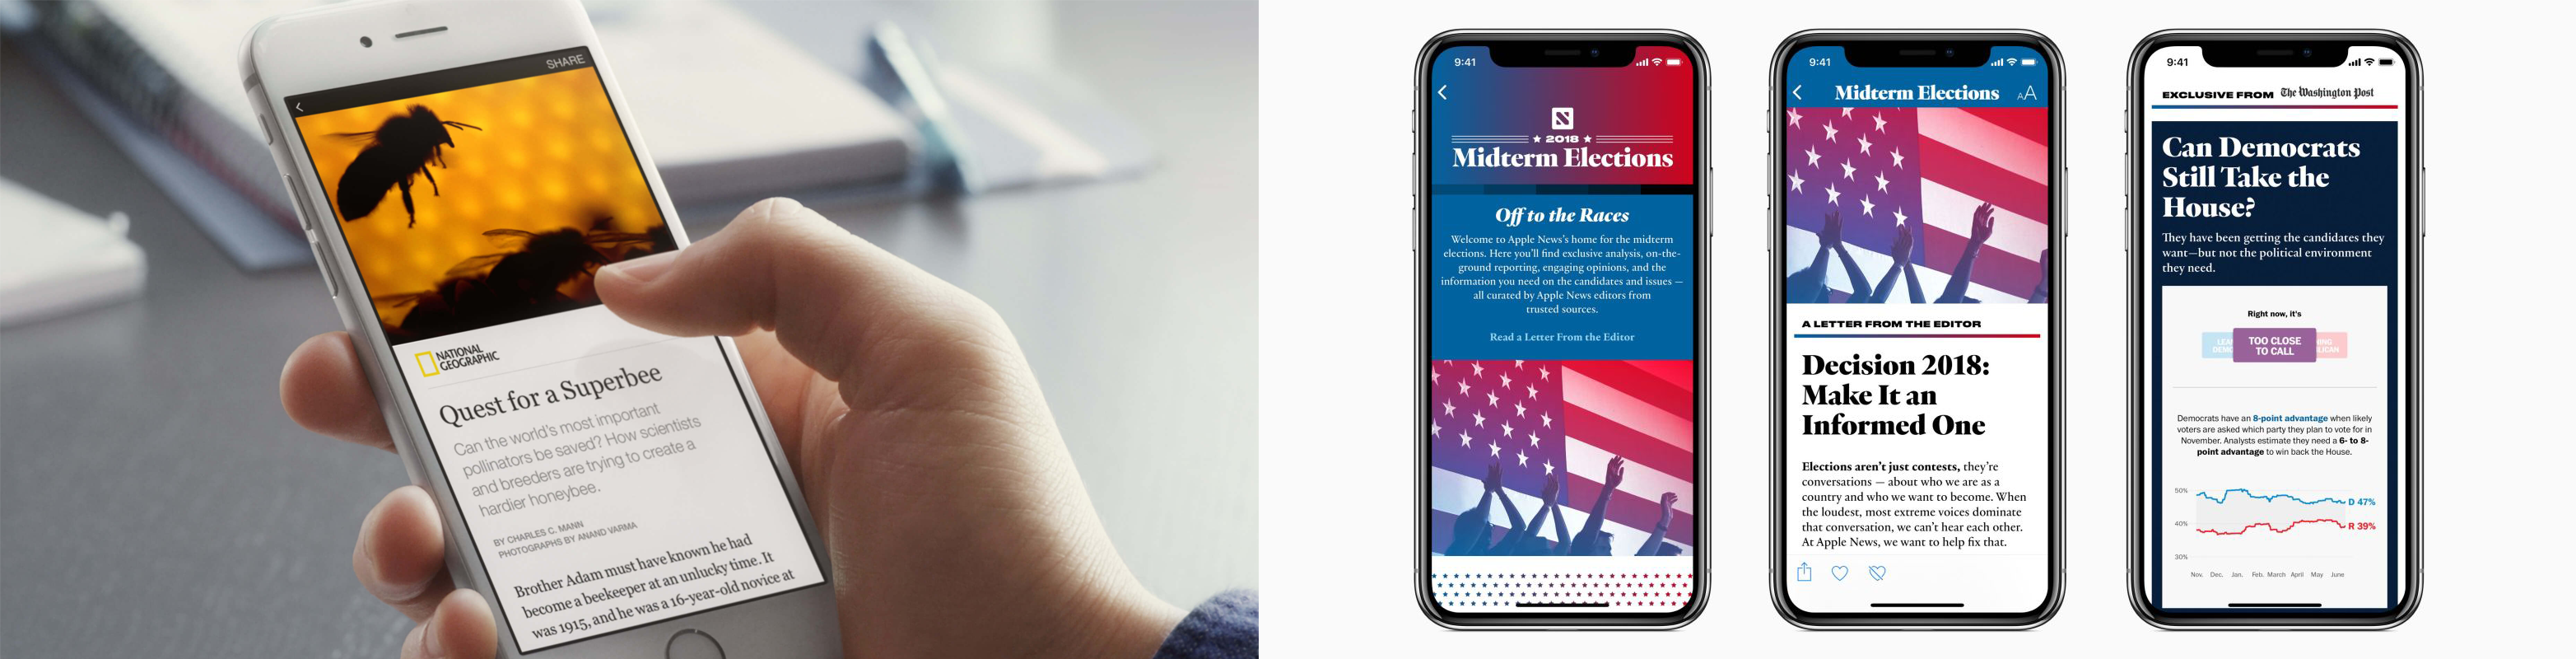 SHARE
NATIONAL
GEOGRAPHIC
Quest for a Superbee
Can the world's most important
pollinators be saved? How scientists
and breeders are trying to create a
hardier honeybee.
BY CHARLES C. MANN
PHOTOGRAPHS BY ANAND VARMA
Brother Adam must have known he had
become a beekeeper at an unlucky time. It
was 1915, and he was a 16-year-old novice at
9:41
2018
Midterm Elections
Off to the Races
Welcome to Apple News's home for the midterm
elections. Here you'll find exclusive analysis, on-the-
ground reporting, engaging opinions, and the
information you need on the candidates and issues —
all curated by Apple News editors from
trusted sources.
Read a Letter From the Editor
9:41
Midterm Elections
AA
A LETTER FROM THE EDITOR
Decision 2018:
Make It an
Informed One
Elections aren't just contests, they're
conversations — about who we are as a
country and who we want to become. When
the loudest, most extreme voices dominate
that conversation, we can't hear each other.
At Apple News, we want to help fix that.
9:41
EXCLUSIVE FROM The Washington Post
Can Democrats
Still Take the
House?
They have been getting the candidates they
want—but not the political environment
they need.
Right now, it's
TOO CLOSE
TO CALL
Democrats have an 8-point advantage when likely
voters are asked which party they plan to vote for in
November. Analysts estimate they need a 6- to 8-
point advantage to win back the House.
50%
D 47%
40%
R 39%
30%
Nov. Dec. Jan. Feb. March April May June